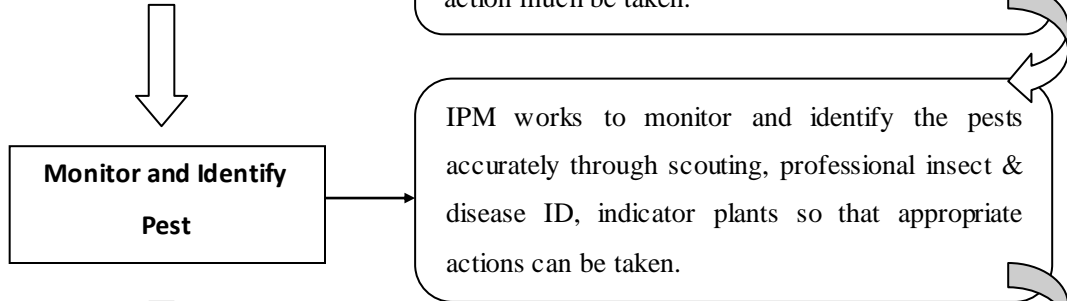 action much be taken.
Monitor and Identify
Pest
IPM works to monitor and identify the pests
accurately through scouting, professional insect &
disease ID, indicator plants so that appropriate
actions can be taken.